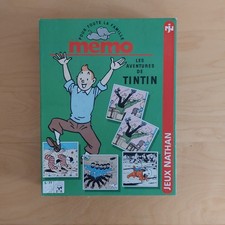 POUR TOUTE LA FAMILLE
memo
LES AVENTURES DE
TINTIN
JEUX NATHAN